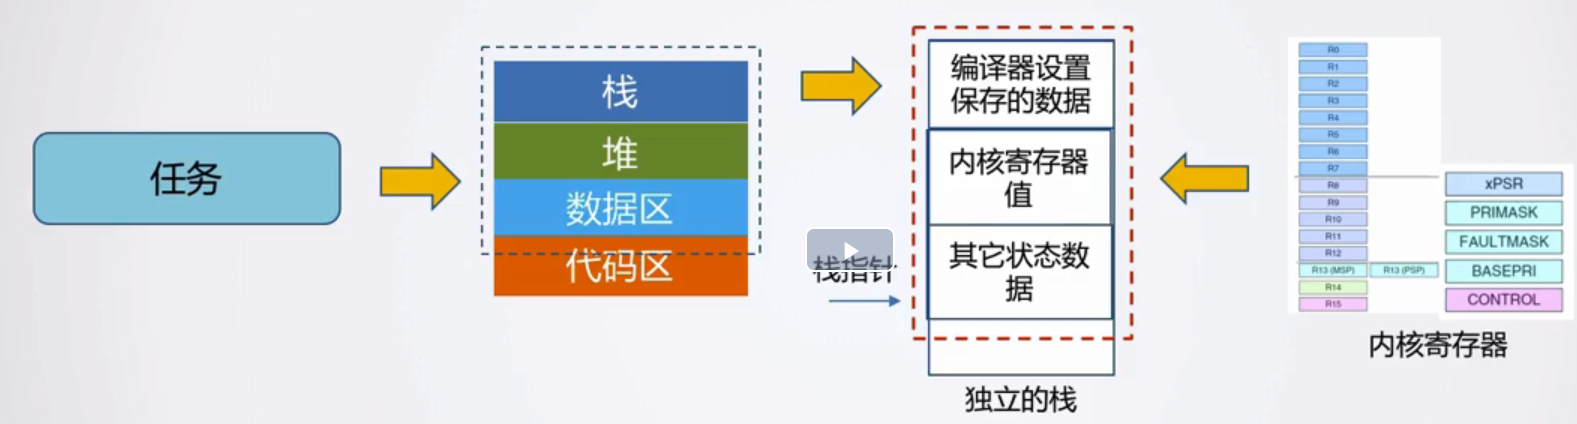 任务
栈
堆
数据区
代码区
栈指针
编译器设置
保存的数据
内核寄存器
值
其它状态数
据
独立的栈
R0
R1
R2
R3
R4
R5
R6
R7
R8
R9
R10
R11
R12
R13 (MSP)
R13 (PSP)
R14
R15
xPSR
PRIMASK
FAULTMASK
BASEPRI
CONTROL
内核寄存器